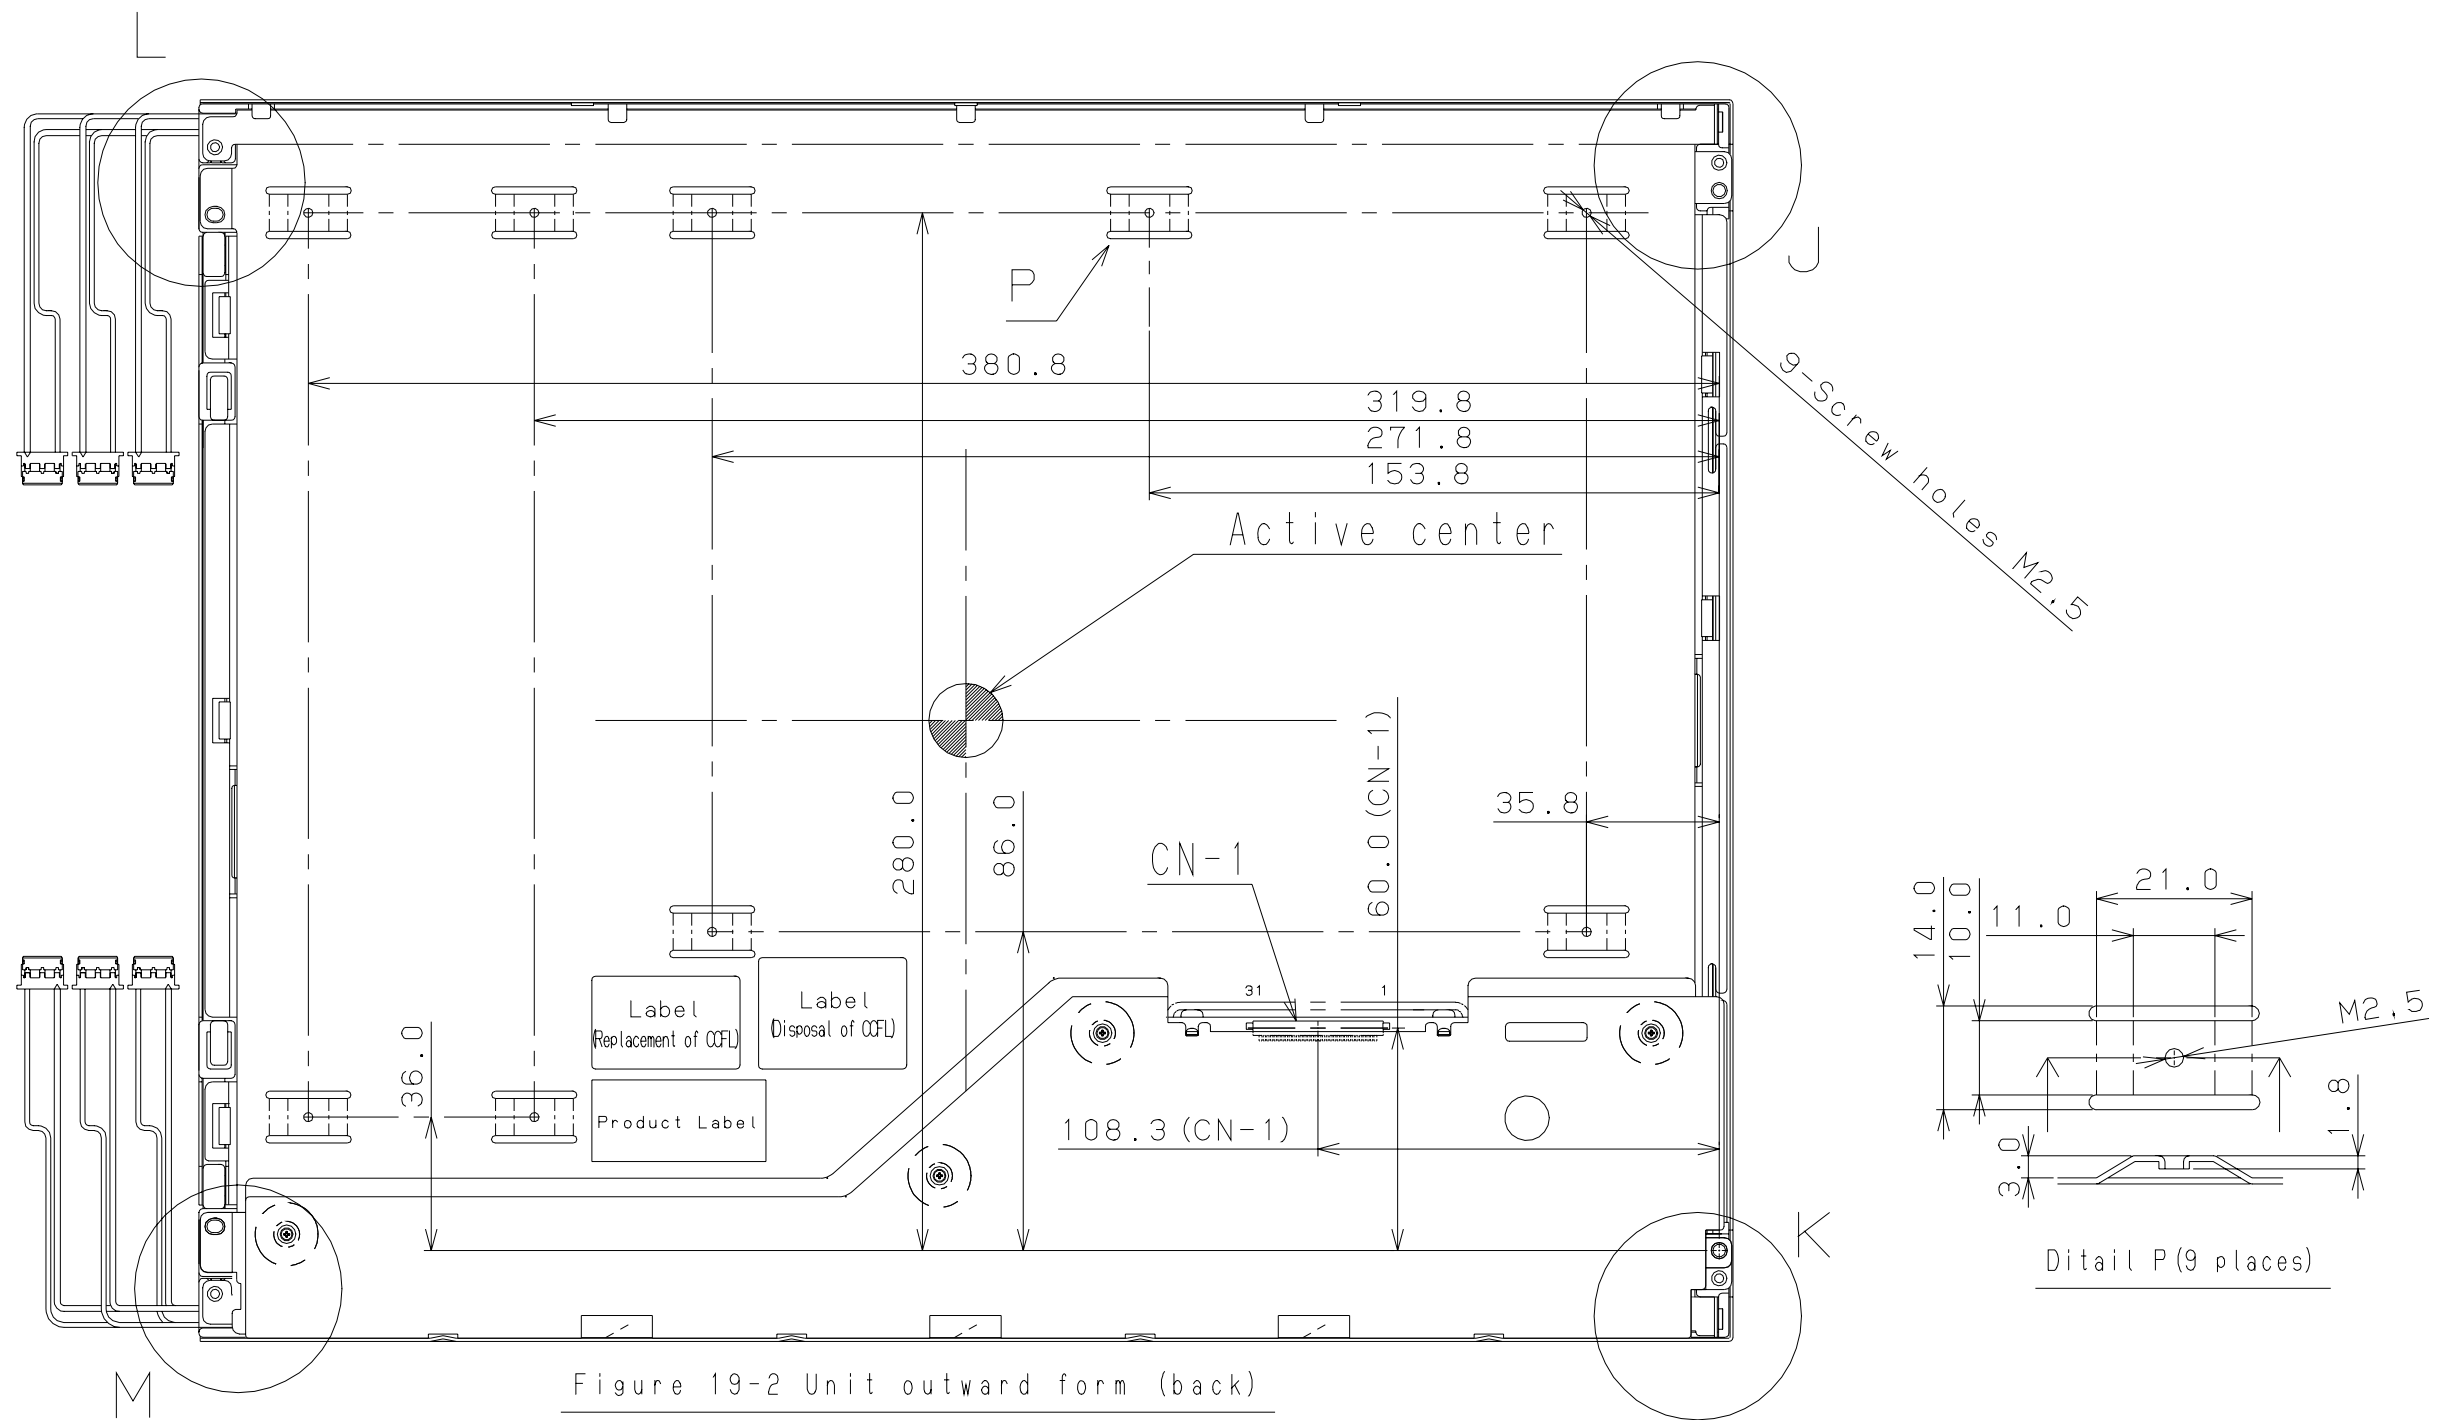 L
J
P
380.8
319.8
271.8
153.8
9-Screw holes M2.5
Active center
280.0
86.0
60.0(CN-1)
35.8
CN-1
31
1
Label
(Replacement of CCFL)
Label
(Disposal of CCFL)
Product Label
36.0
108.3(CN-1)
K
M
14.0
10.0
21.0
11.0
M2.5
1.8
3.0
Ditail P(9 places)
Figure 19-2 Unit outward form (back)